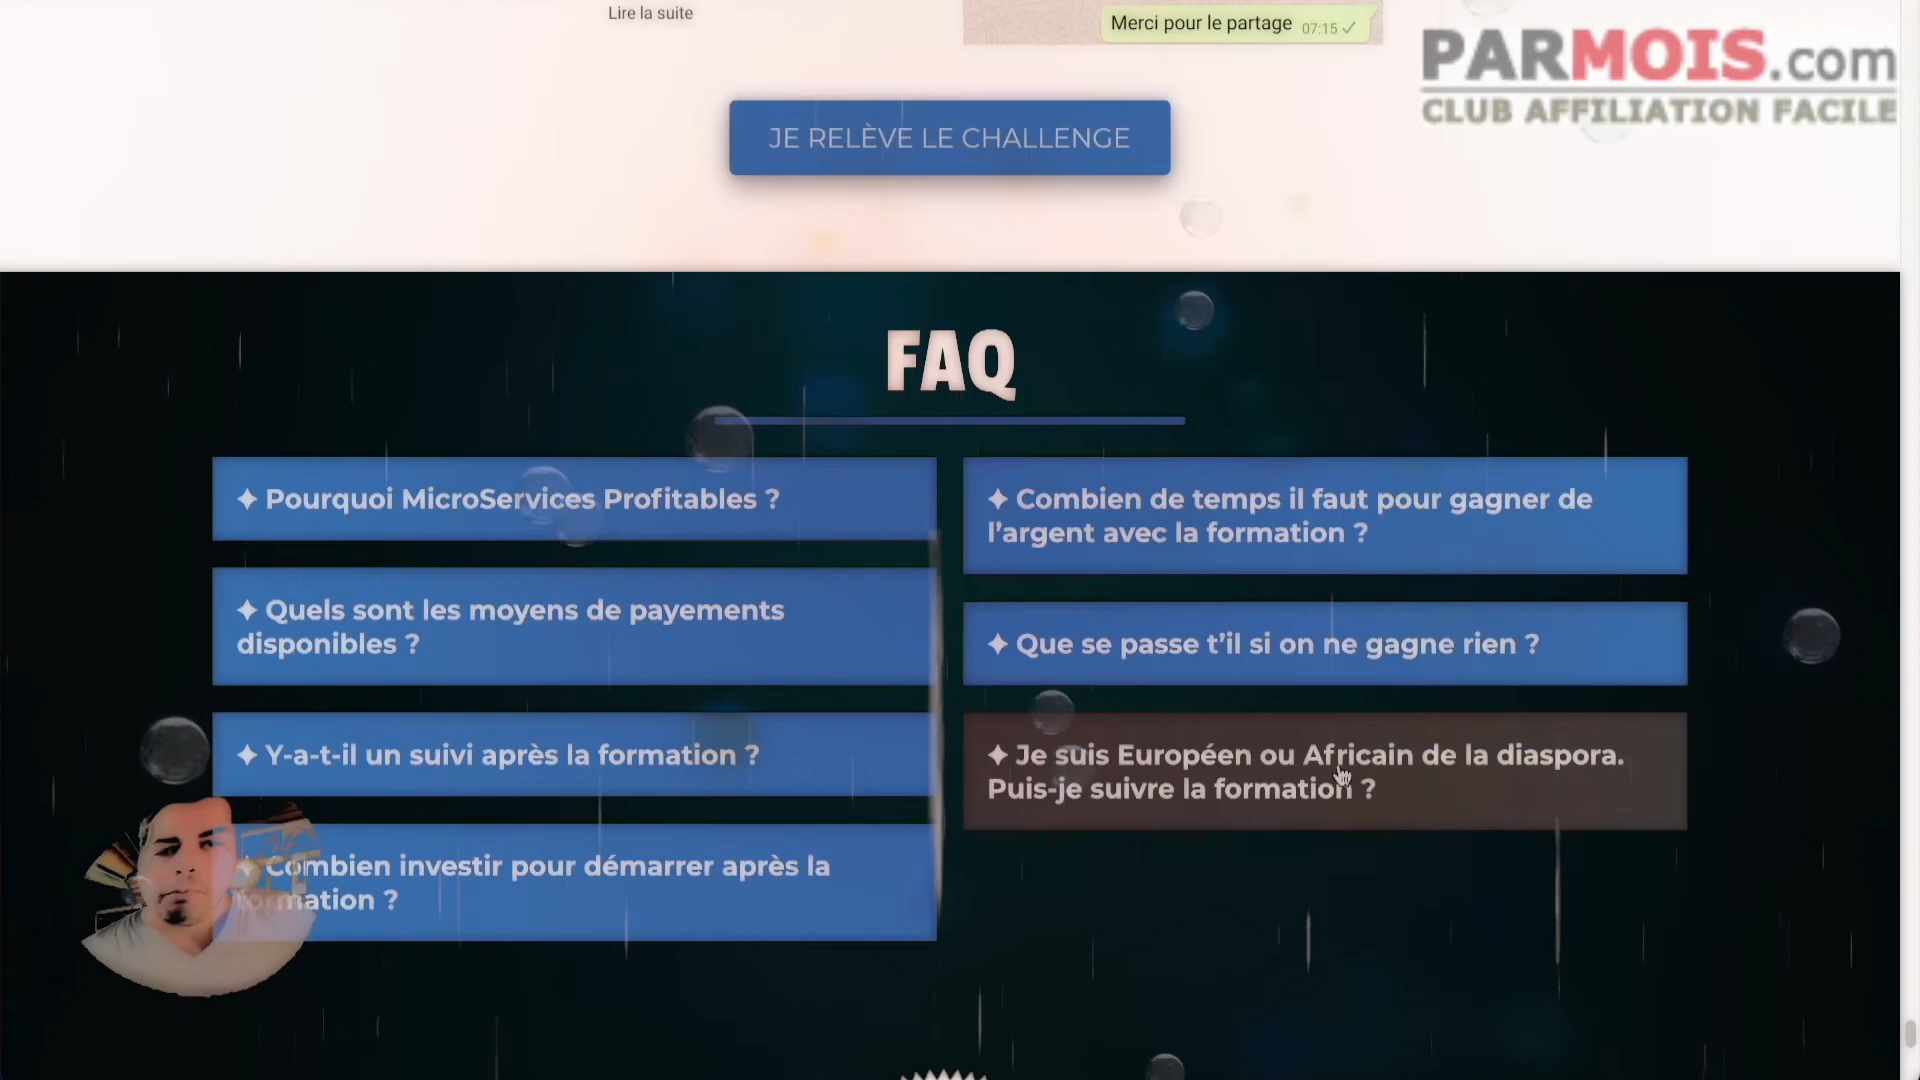 Lire la suite
Merci pour le partage 07:15
PARMOIS.com
CLUB AFFILIATION FACILE
JE RELÈVE LE CHALLENGE
FAQ
✦ Pourquoi MicroServices Profitables ?
✦ Quels sont les moyens de payements
disponibles ?
✦ Y-a-t-il un suivi après la formation ?
✦ Combien investir pour démarrer après la
formation ?
✦ Combien de temps il faut pour gagner de
l’argent avec la formation ?
✦ Que se passe t’il si on ne gagne rien ?
✦ Je suis Européen ou Africain de la diaspora.
Puis-je suivre la formation ?